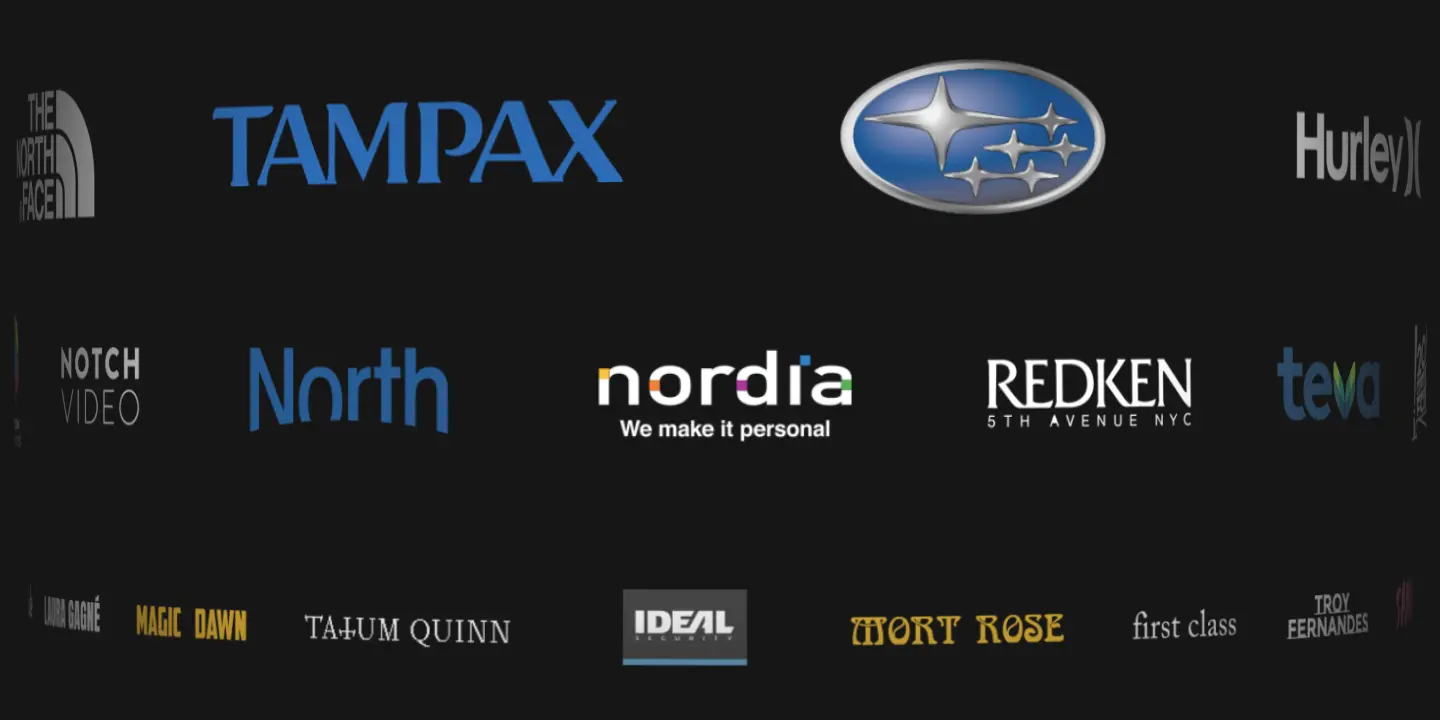 THE
NORTH
FACE
TAMPAX
Hurley
NOTCH
VIDEO
North
nordia
We make it personal
REDKEN
5TH AVENUE NYC
teva
LAURA GAGNÉ
MAGIC DAWN
TATUM QUINN
IDEAL
SECURITY
MORT ROSE
first class
TROY
FERNANDES